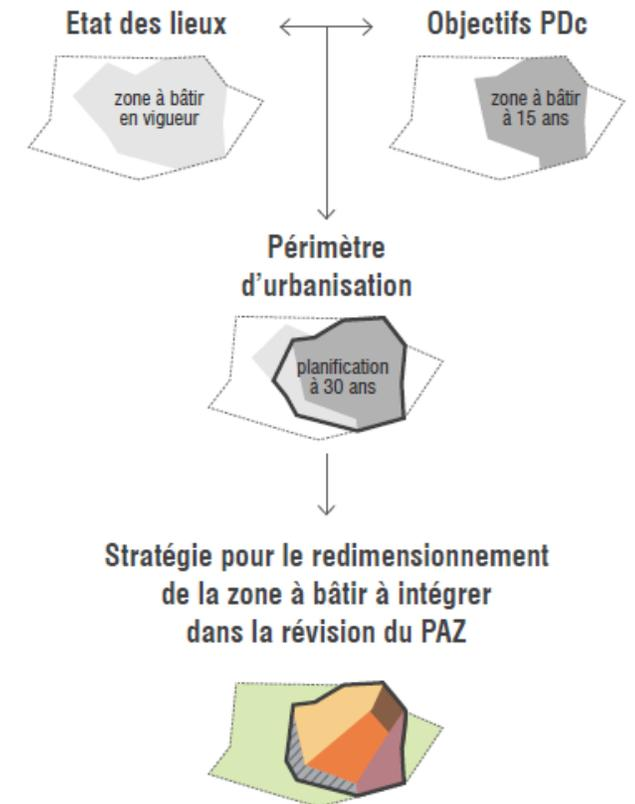 Etat des lieux
Objectifs PDc
zone à bâtir
en vigueur
zone à bâtir
à 15 ans
Périmètre
d'urbanisation
planification
à 30 ans
Stratégie pour le redimensionnement
de la zone à bâtir à intégrer
dans la révision du PAZ